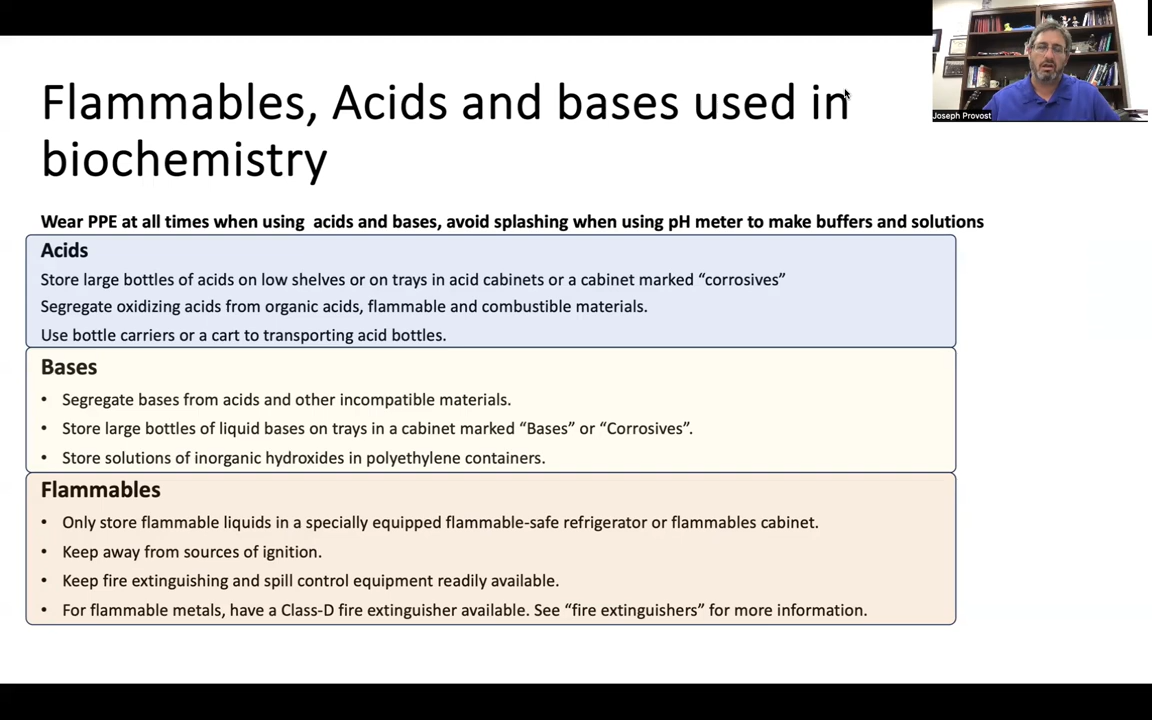 Flammables, Acids and bases used in
biochemistry
Joseph Provost
Wear PPE at all times when using acids and bases, avoid splashing when using pH meter to make buffers and solutions
Acids
Store large bottles of acids on low shelves or on trays in acid cabinets or a cabinet marked “corrosives”
Segregate oxidizing acids from organic acids, flammable and combustible materials.
Use bottle carriers or a cart to transporting acid bottles.
Bases
• Segregate bases from acids and other incompatible materials.
• Store large bottles of liquid bases on trays in a cabinet marked “Bases” or “Corrosives”.
• Store solutions of inorganic hydroxides in polyethylene containers.
Flammables
• Only store flammable liquids in a specially equipped flammable-safe refrigerator or flammables cabinet.
• Keep away from sources of ignition.
• Keep fire extinguishing and spill control equipment readily available.
• For flammable metals, have a Class-D fire extinguisher available. See “fire extinguishers” for more information.